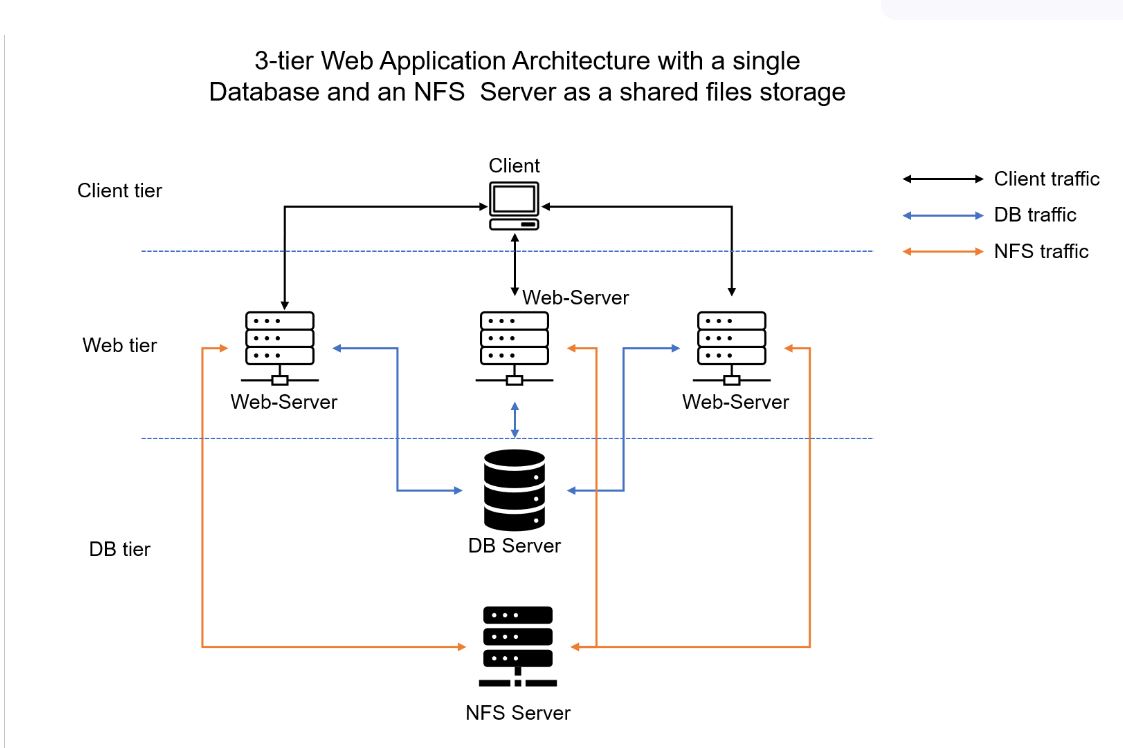 3-tier Web Application Architecture with a single
Database and an NFS Server as a shared files storage
Client
Client tier
Client traffic
DB traffic
NFS traffic
Web-Server
Web tier
Web-Server
Web-Server
DB Server
DB tier
NFS Server